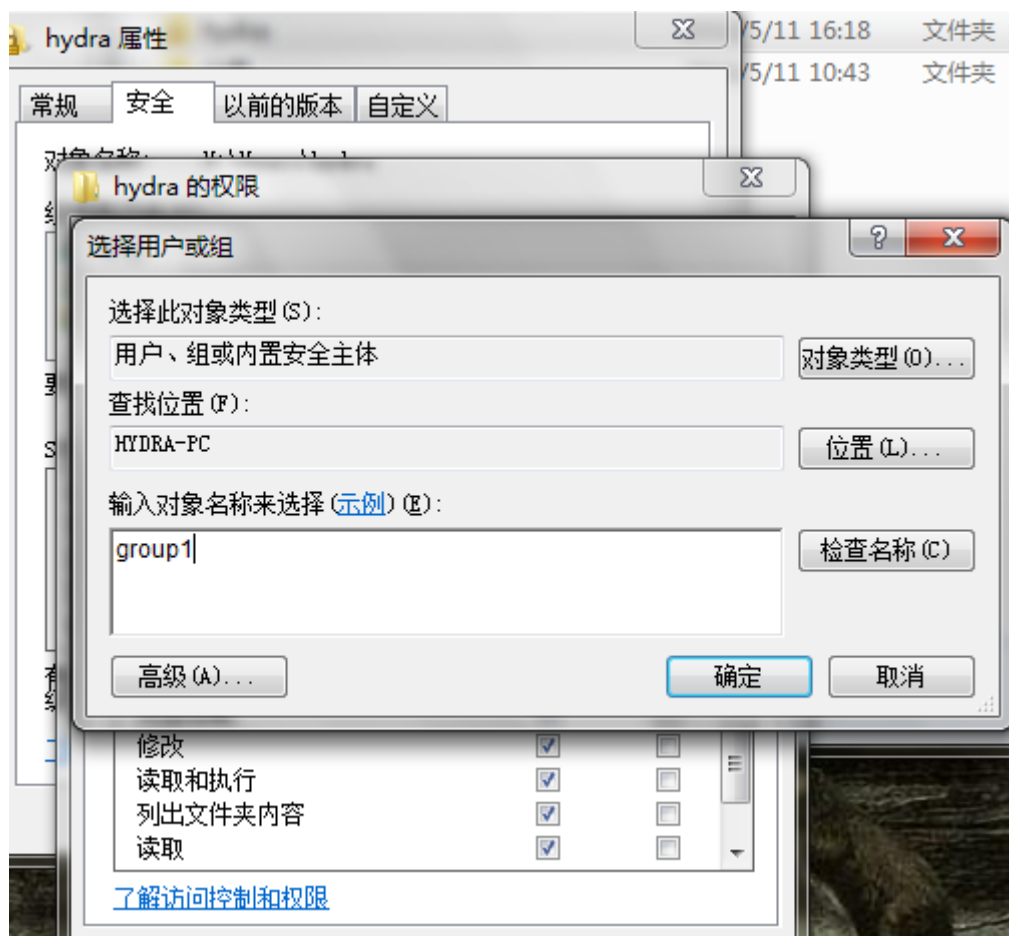 hydra 属性
/5/11 16:18 文件夹
/5/11 10:43 文件夹
常规 安全 以前的版本 自定义
hydra 的权限
选择用户或组
选择此对象类型(S):
用户、组或内置安全主体 对象类型(O)...
查找位置(F):
HYDRA-PC 位置(L)...
输入对象名称来选择(示例)(E):
group1 检查名称(C)
高级(A)... 确定 取消
修改
读取和执行
列出文件夹内容
读取
了解访问控制和权限